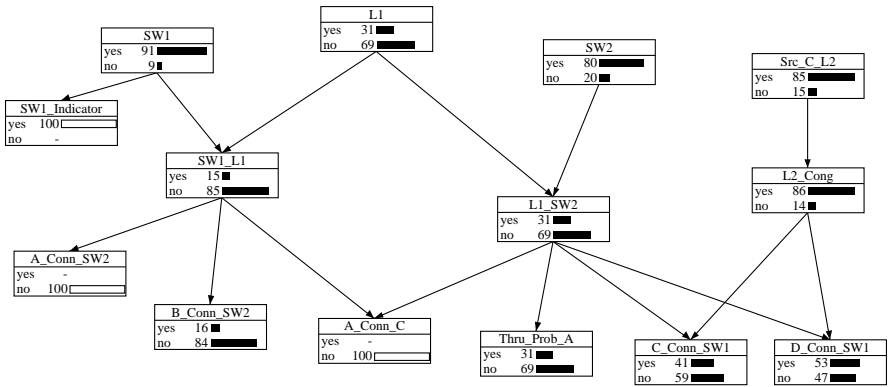 SW1
yes 91
no 9
L1
yes 31
no 69
SW2
yes 80
no 20
Src_C_L2
yes 85
no 15
SW1_Indicator
yes 100
no -
SW1_L1
yes 15
no 85
L1_SW2
yes 31
no 69
L2_Cong
yes 86
no 14
A_Conn_SW2
yes -
no 100
B_Conn_SW2
yes 16
no 84
A_Conn_C
yes -
no 100
Thru_Prob_A
yes 31
no 69
C_Conn_SW1
yes 41
no 59
D_Conn_SW1
yes 53
no 47